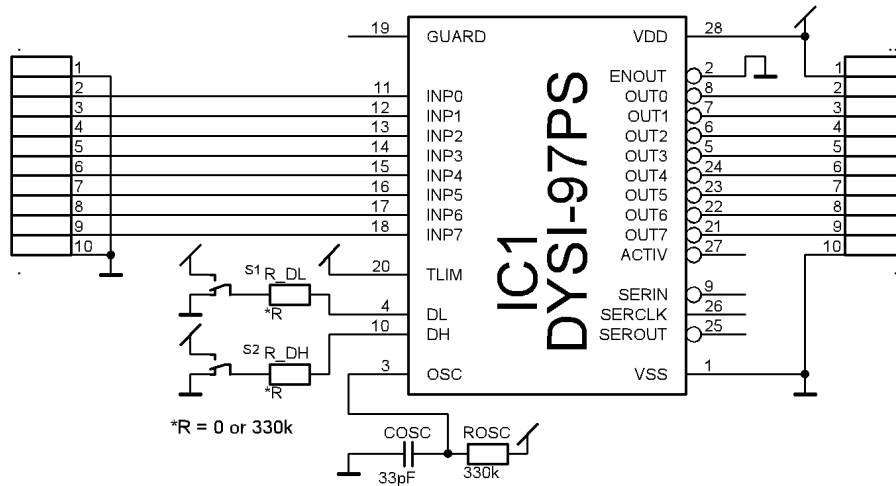 19 GUARD VDD 28
1 ENOUT 2 1
2 11 INP0 OUT0 8 2
3 12 INP1 OUT1 7 3
4 13 INP2 OUT2 6 4
5 14 INP3 OUT3 5 5
6 15 INP4 OUT4 24 6
7 16 INP5 OUT5 23 7
8 17 INP6 OUT6 22 8
9 18 INP7 OUT7 21 9
10 ACTIV 27 10
IC1
DYSI-97PS
S1 R_DL 20 TLIM
*R 4 DL SERIN 9
10 DH SERCLK 26
S2 R_DH SEROUT 25
*R 3 OSC VSS 1
*R = 0 or 330k
COSC ROSC
33pF 330k